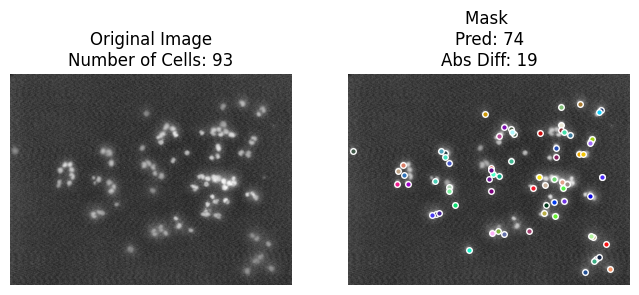 Original Image
Number of Cells: 93
Mask
Pred: 74
Abs Diff: 19